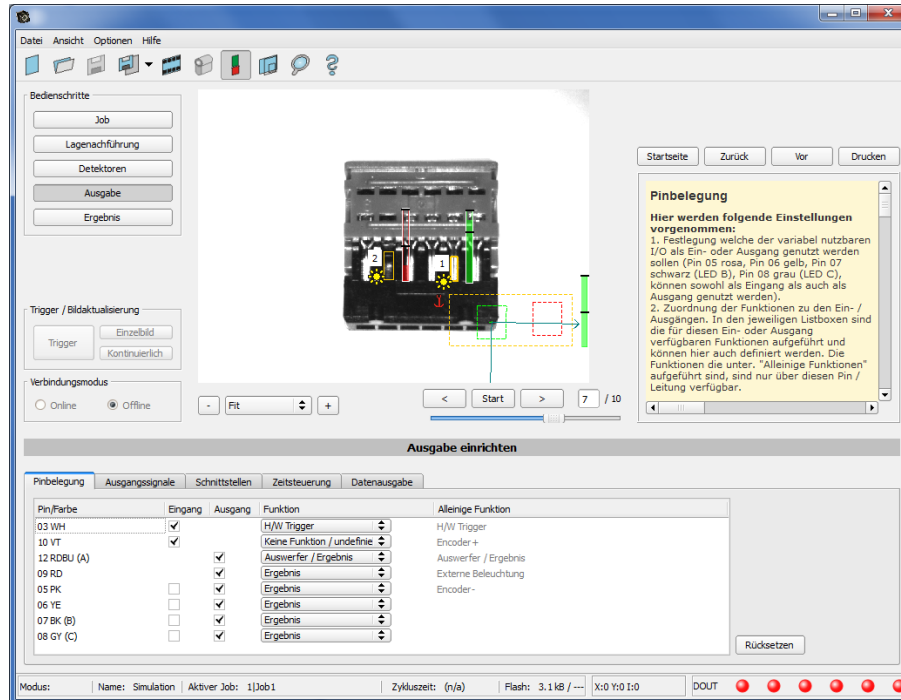 Datei Ansicht Optionen Hilfe
Bedienschritte
Job
Lagenachführung
Detektoren
Ausgabe
Ergebnis
Trigger / Bildaktualisierung
Trigger
Einzelbild
Kontinuierlich
Verbindungsmodus
Online Offline
2
1
- Fit +
< Start > 7 / 10
Startseite Zurück Vor Drucken
Pinbelegung
Hier werden folgende Einstellungen
vorgenommen:
1. Festlegung welche der variabel nutzbaren
I/O als Ein- oder Ausgang genutzt werden
sollen (Pin 05 rosa, Pin 06 gelb, Pin 07
schwarz (LED B), Pin 08 grau (LED C),
können sowohl als Eingang als auch als
Ausgang genutzt werden).
2. Zuordnung der Funktionen zu den Ein- /
Ausgängen. In den jeweiligen Listboxen sind
die für diesen Ein- oder Ausgang
verfügbaren Funktionen aufgeführt und
können hier auch definiert werden. Die
Funktionen die unter. "Alleinige Funktionen"
aufgeführt sind, sind nur über diesen Pin /
Leitung verfügbar.
Ausgabe einrichten
Pinbelegung Ausgangssignale Schnittstellen Zeitsteuerung Datenausgabe
Pin/Farbe Eingang Ausgang Funktion Alleinige Funktion
03 WH H/W Trigger H/W Trigger
10 VT Keine Funktion / undefinie Encoder+
12 RDBU (A) Auswerfer / Ergebnis Auswerfer / Ergebnis
09 RD Ergebnis Externe Beleuchtung
05 PK Ergebnis Encoder-
06 YE Ergebnis
07 BK (B) Ergebnis
08 GY (C) Ergebnis
Rücksetzen
Modus: Name: Simulation Aktiver Job: 1|Job1 Zykluszeit: (n/a) Flash: 3.1 kB / --- X:0 Y:0 I:0 DOUT